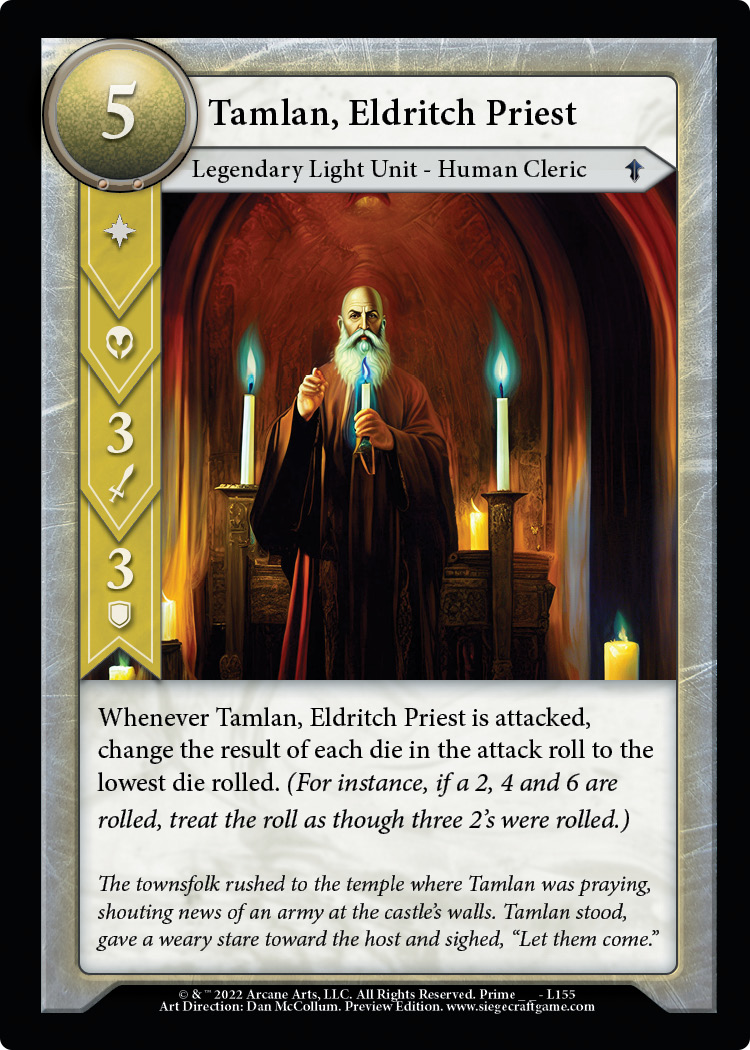 5
Tamlan, Eldritch Priest
Legendary Light Unit - Human Cleric
3
3
Whenever Tamlan, Eldritch Priest is attacked,
change the result of each die in the attack roll to the
lowest die rolled. (For instance, if a 2, 4 and 6 are
rolled, treat the roll as though three 2's were rolled.)
The townsfolk rushed to the temple where Tamlan was praying,
shouting news of an army at the castle's walls. Tamlan stood,
gave a weary stare toward the host and sighed, “Let them come.”
© & ™ 2022 Arcane Arts, LLC. All Rights Reserved. Prime _ _ - L155
Art Direction: Dan McCollum. Preview Edition. www.siegecraftgame.com